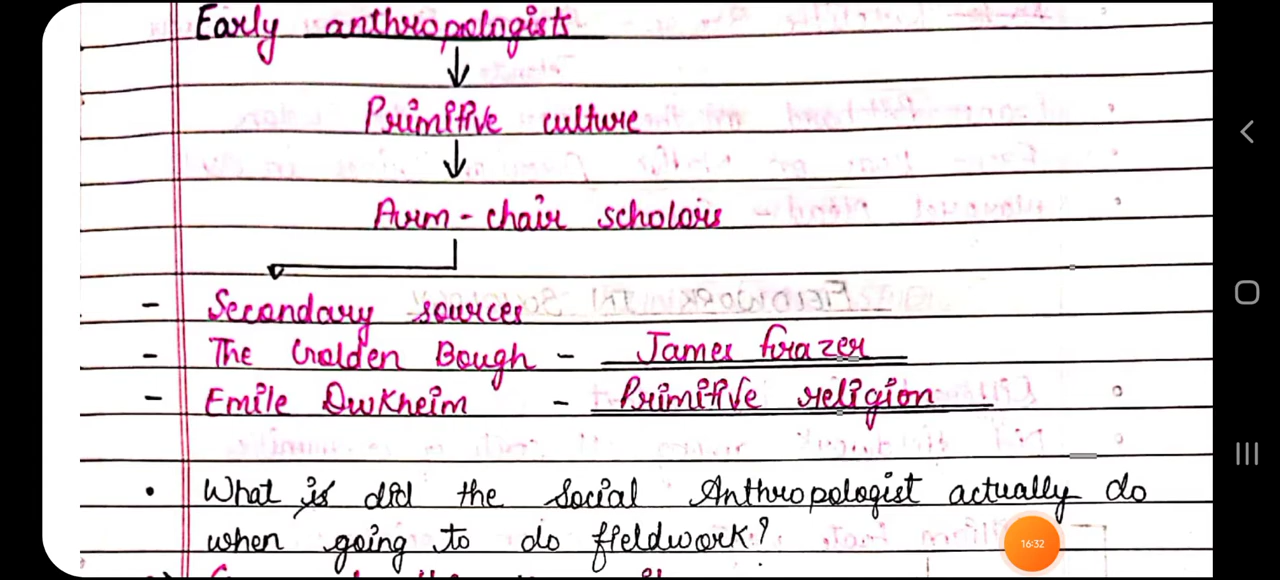 Early anthropologists
Primitive culture
Arm-chair scholars
- Secondary sources
- The Golden Bough - James Frazer
- Emile Durkheim - Primitive religion
• What is did the Social Anthropologist actually do
when going to do fieldwork?
16:32